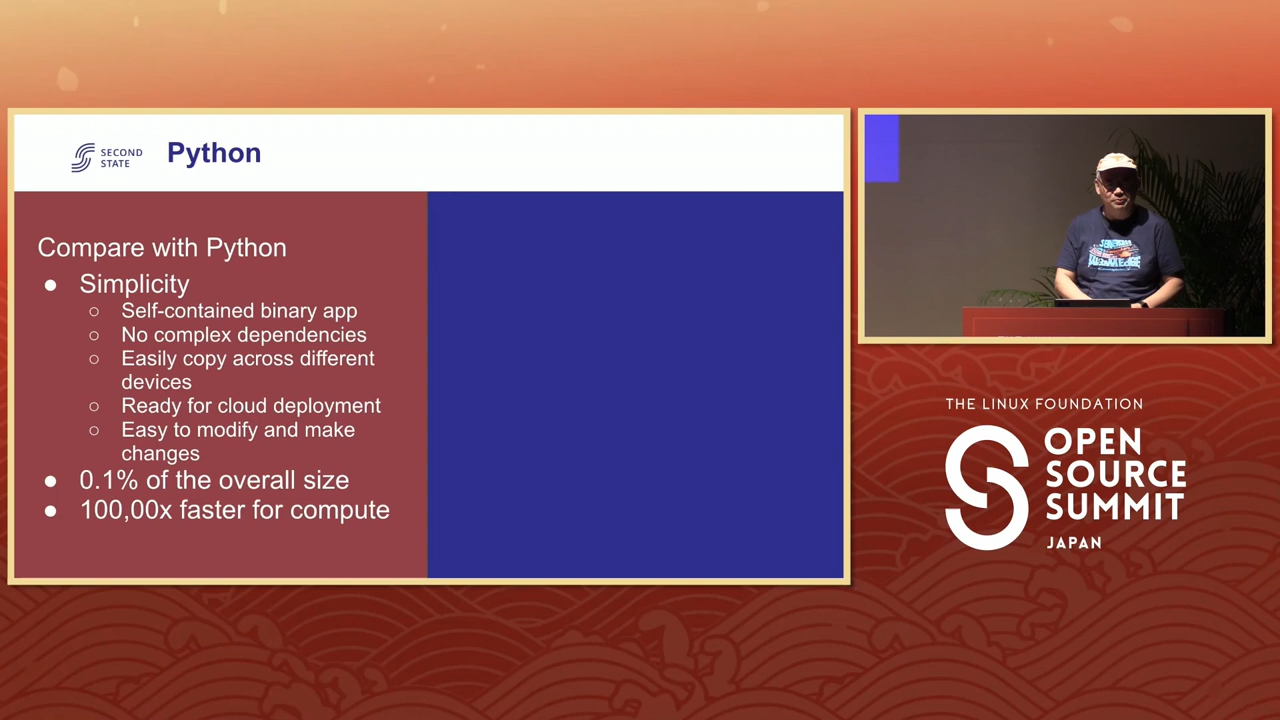 SECOND
STATE
Python
Compare with Python
● Simplicity
○ Self-contained binary app
○ No complex dependencies
○ Easily copy across different
devices
○ Ready for cloud deployment
○ Easy to modify and make
changes
● 0.1% of the overall size
● 100,00x faster for compute
THE LINUX FOUNDATION
OPEN
SOURCE
SUMMIT
JAPAN